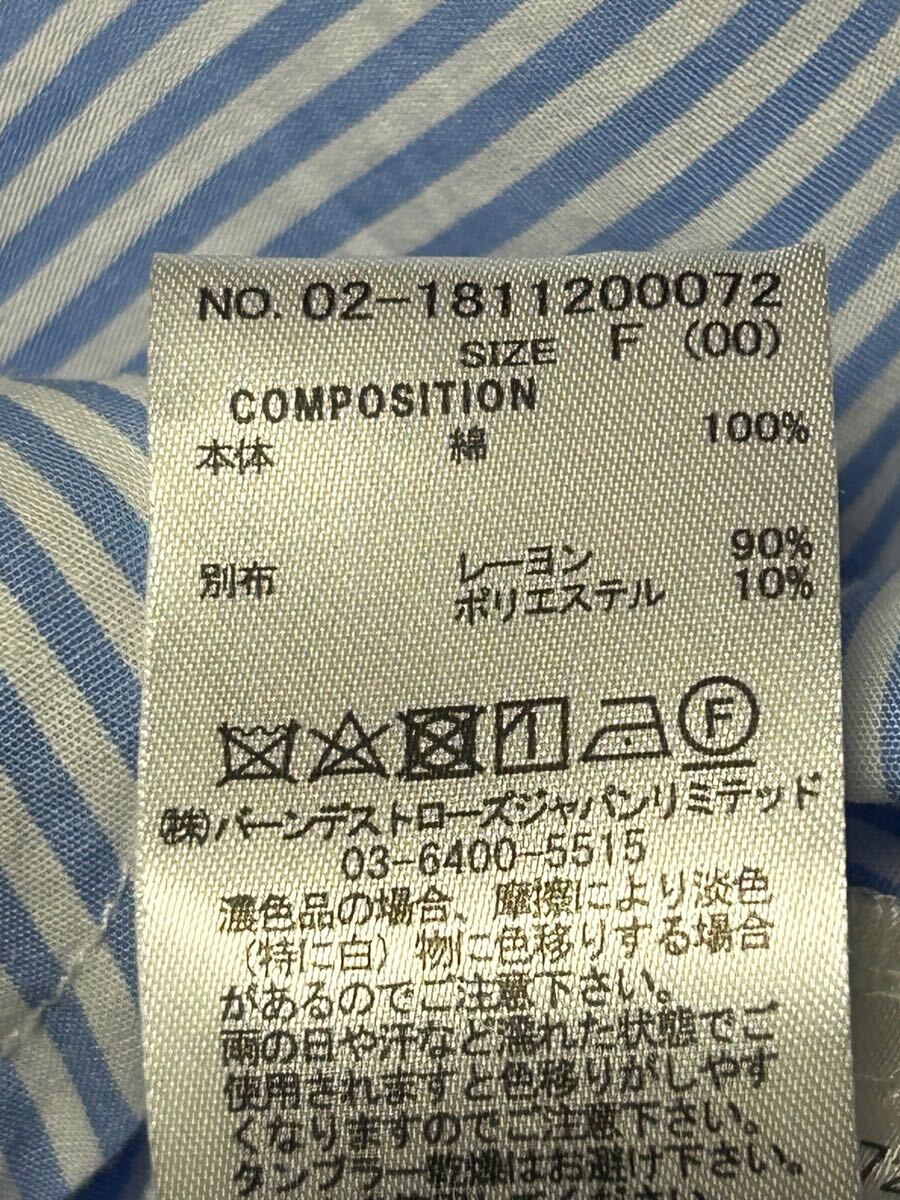 NO. 02-1811200072
SIZE F (00)
COMPOSITION
本体 綿 100%
別布 レーヨン 90%
ポリエステル 10%
F
㈱バーンデストローズジャパンリミテッド
03-6400-5515
濃色品の場合、摩擦により淡色
(特に白)物に色移りする場合
があるのでご注意下さい。
雨の日や汗など濡れた状態でご
使用されますと色移りがしやす
くなりますのでご注意下さい。
タンブラー乾燥はお避け下さい。